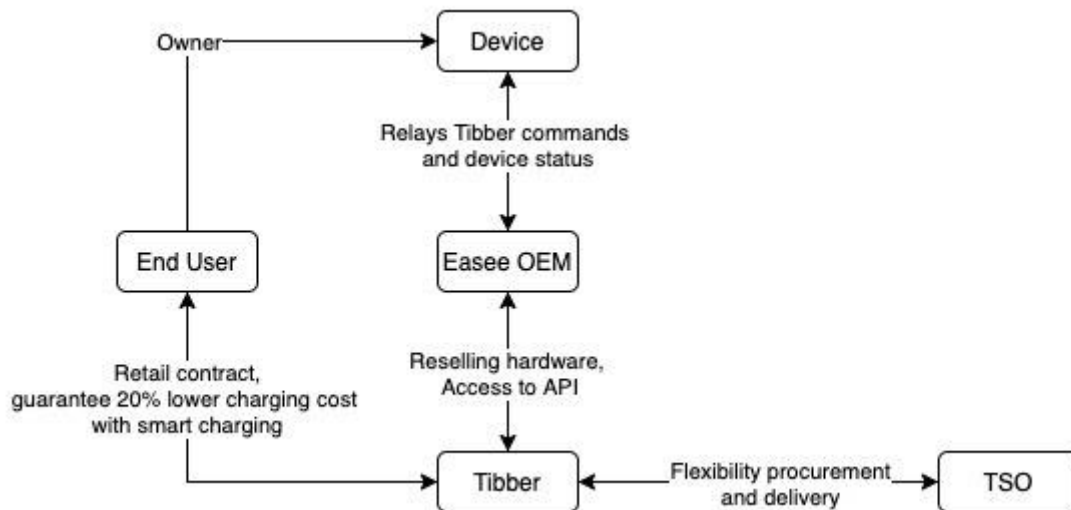 Owner
Device
Relays Tibber commands
and device status
End User
Easee OEM
Retail contract,
guarantee 20% lower charging cost
with smart charging
Reselling hardware,
Access to API
Tibber
Flexibility procurement
and delivery
TSO